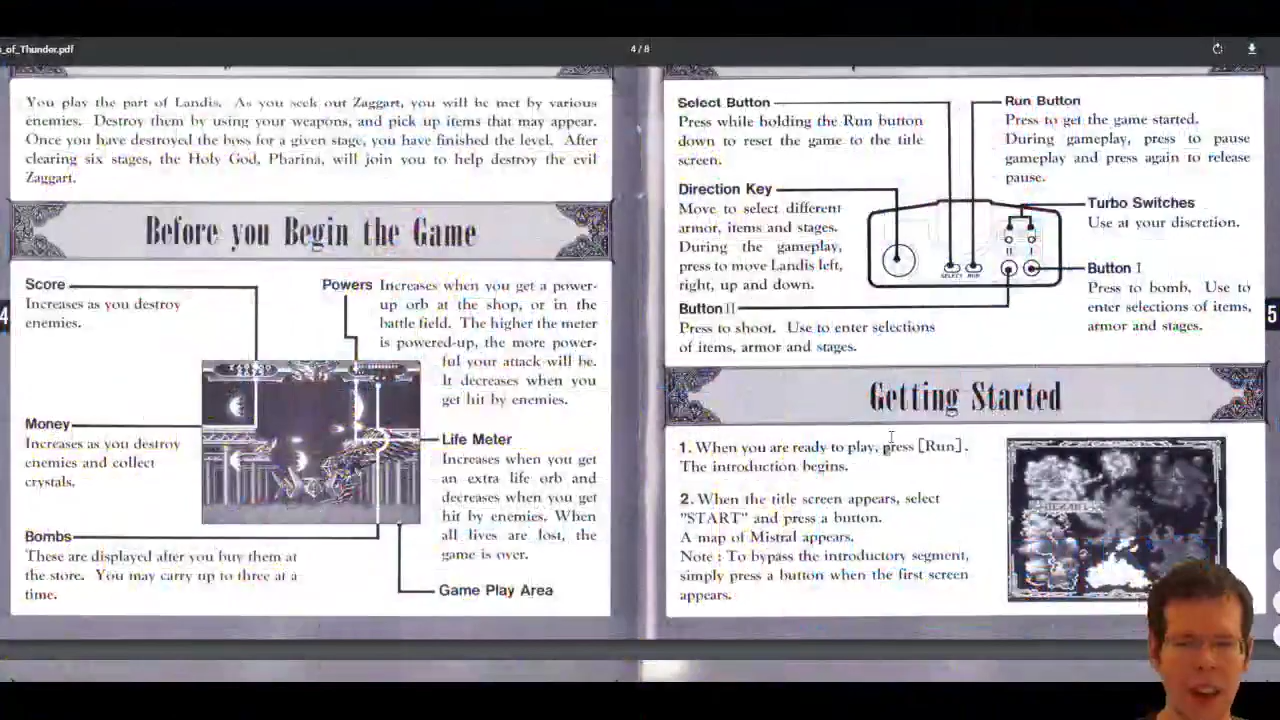 s_of_Thunder.pdf
4 / 8
You play the part of Landis. As you seek out Zaggart, you will be met by various
enemies. Destroy them by using your weapons, and pick up items that may appear.
Once you have destroyed the boss for a given stage, you have finished the level. After
clearing six stages, the Holy God, Pharina, will join you to help destroy the evil
Zaggart.
Before you Begin the Game
Score
Increases as you destroy
enemies.
Powers
Increases when you get a power-
up orb at the shop, or in the
battle field. The higher the meter
is powered-up, the more power-
ful your attack will be.
It decreases when you
get hit by enemies.
Money
Increases as you destroy
enemies and collect
crystals.
Life Meter
Increases when you get
an extra life orb and
decreases when you get
hit by enemies. When
all lives are lost, the
game is over.
Bombs
These are displayed after you buy them at
the store. You may carry up to three at a
time.
Game Play Area
4
Select Button
Press while holding the Run button
down to reset the game to the title
screen.
Run Button
Press to get the game started.
During gameplay, press to pause
gameplay and press again to release
pause.
Direction Key
Move to select different
armor, items and stages.
During the gameplay,
press to move Landis left,
right, up and down.
Turbo Switches
Use at your discretion.
II I
SELECT RUN
Button I
Press to bomb. Use to
enter selections of items,
armor and stages.
Button II
Press to shoot. Use to enter selections
of items, armor and stages.
5
Getting Started
1. When you are ready to play, press [Run].
The introduction begins.
2. When the title screen appears, select
"START" and press a button.
A map of Mistral appears.
Note : To bypass the introductory segment,
simply press a button when the first screen
appears.